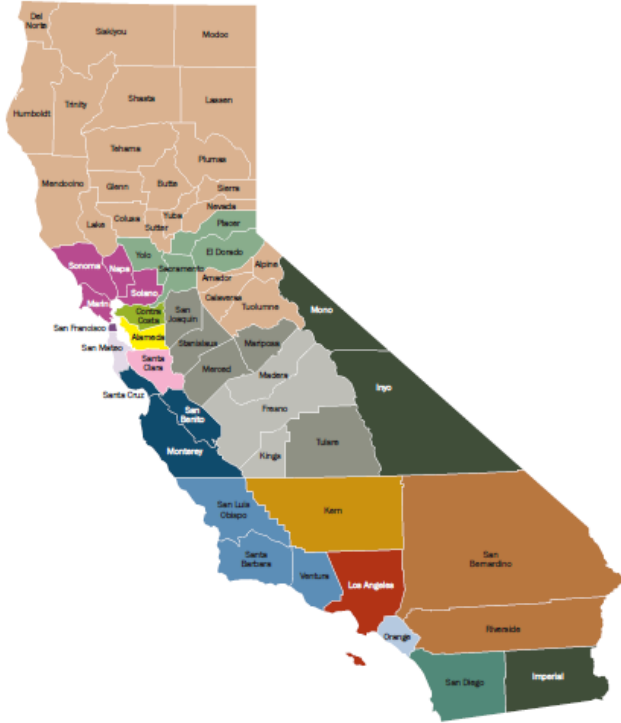 Del
Norte
Siskiyou
Modoc
Humboldt
Trinity
Shasta
Lassen
Tehama
Plumas
Mendocino
Glenn
Butte
Sierra
Nevada
Lake
Colusa
Yuba
Sutter
Placer
Sonoma
Napa
Yolo
El Dorado
Sacramento
Alpine
Solano
Amador
Marin
Calaveras
Tuolumne
Mono
Contra
Costa
San
Joaquin
San Francisco
Alameda
Stanislaus
Mariposa
San Mateo
Santa
Clara
Merced
Madera
Inyo
Santa Cruz
San
Benito
Fresno
Monterey
Kings
Tulare
San Luis
Obispo
Kern
Santa
Barbara
Ventura
Los Angeles
San
Bernardino
Orange
Riverside
San Diego
Imperial